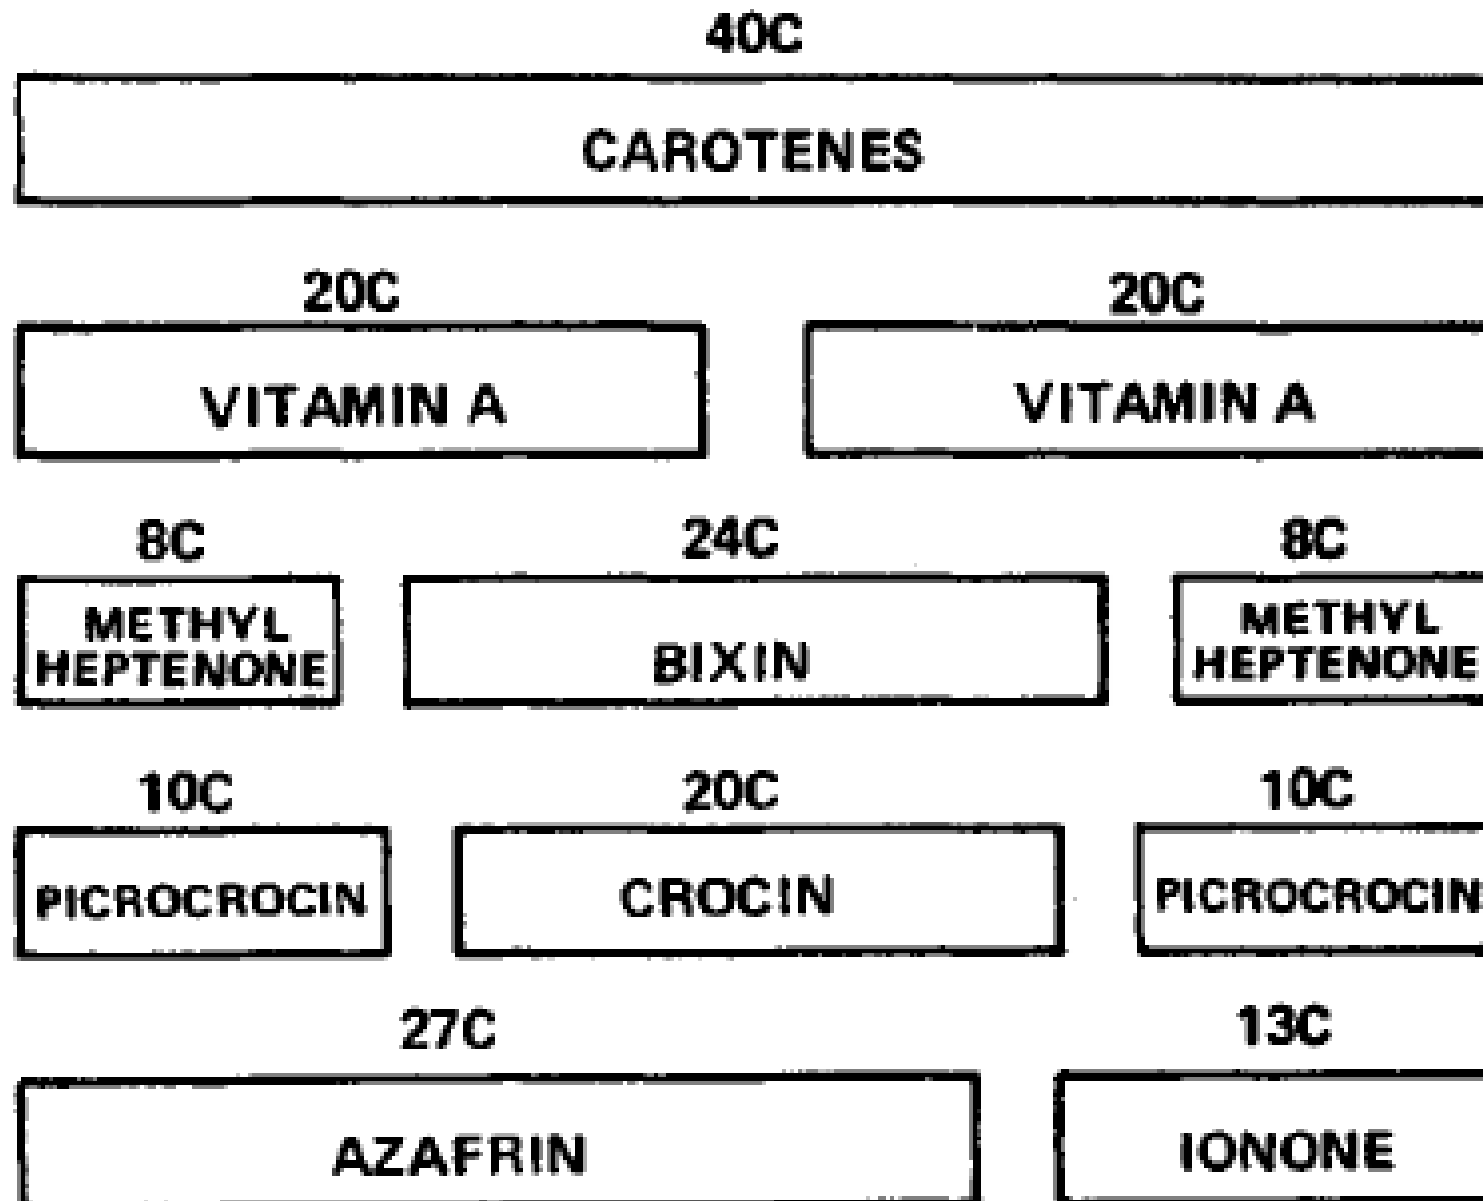 40C
CAROTENES
20C 20C
VITAMIN A VITAMIN A
8C 24C 8C
METHYL METHYL
HEPTENONE BIXIN HEPTENONE
10C 20C 10C
PICROCROCIN CROCIN PICROCROCIN
27C 13C
AZAFRIN IONONE